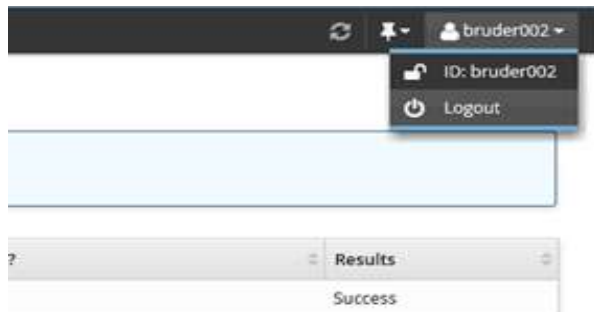 bruder002
ID: bruder002
Logout
? Results
Success